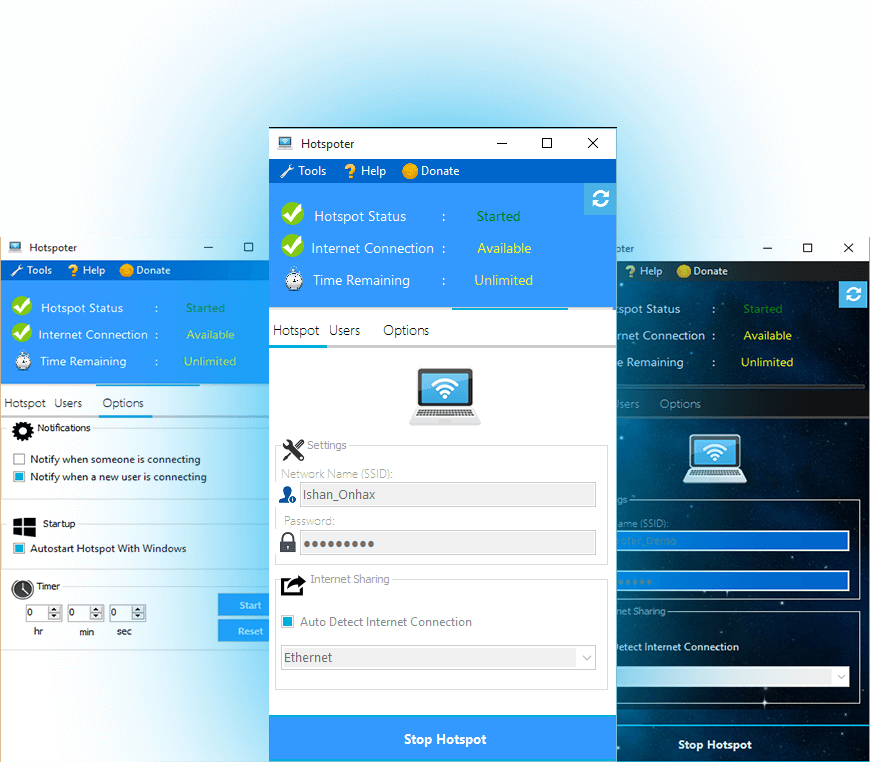 Hotspoter
Tools Help Donate
Hotspot Status : Started
Internet Connection : Available
Time Remaining : Unlimited
Hotspot Users Options
Settings
Network Name (SSID):
Ishan_Onhax
Password:
Internet Sharing
Auto Detect Internet Connection
Ethernet
Stop Hotspot
Hotspoter
Tools Help Donate
Hotspot Status : Started
Internet Connection : Available
Time Remaining : Unlimited
Hotspot Users Options
Notifications
Notify when someone is connecting
Notify when a new user is connecting
Startup
Autostart Hotspot With Windows
Timer
0 0 0
hr min sec
Start
Reset
oter
Help Donate
tspot Status : Started
rnet Connection : Available
e Remaining : Unlimited
sers Options
gs
ame (SSID):
net Sharing
etect Internet Connection
Stop Hotspot